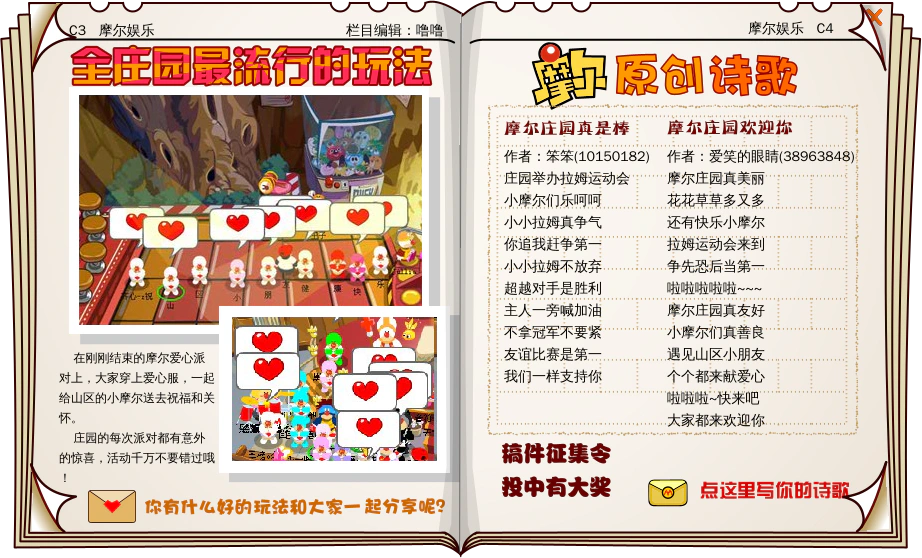 C3 摩尔娱乐
栏目编辑：噜噜
全庄园最流行的玩法
在刚刚结束的摩尔爱心派
对上，大家穿上爱心服，一起
给山区的小摩尔送去祝福和关
怀。
庄园的每次派对都有意外
的惊喜，活动千万不要错过哦
！
你有什么好的玩法和大家一起分享呢？
摩尔娱乐 C4
摩尔 原创诗歌
摩尔庄园真是棒
作者：笨笨(10150182)
庄园举办拉姆运动会
小摩尔们乐呵呵
小小拉姆真争气
你追我赶争第一
小小拉姆不放弃
超越对手是胜利
主人一旁喊加油
不拿冠军不要紧
友谊比赛是第一
我们一样支持你
摩尔庄园欢迎你
作者：爱笑的眼睛(38963848)
摩尔庄园真美丽
花花草草多又多
还有快乐小摩尔
拉姆运动会来到
争先恐后当第一
啦啦啦啦啦~~~
摩尔庄园真友好
小摩尔们真善良
遇见山区小朋友
个个都来献爱心
啦啦啦~快来吧
大家都来欢迎你
稿件征集令
投中有大奖
点这里写你的诗歌